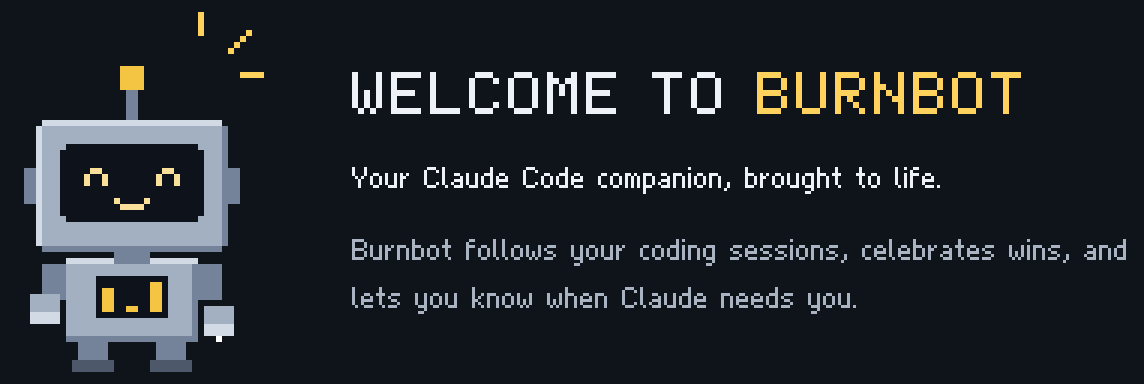 WELCOME TO BURNBOT
Your Claude Code companion, brought to life.
Burnbot follows your coding sessions, celebrates wins, and
lets you know when Claude needs you.